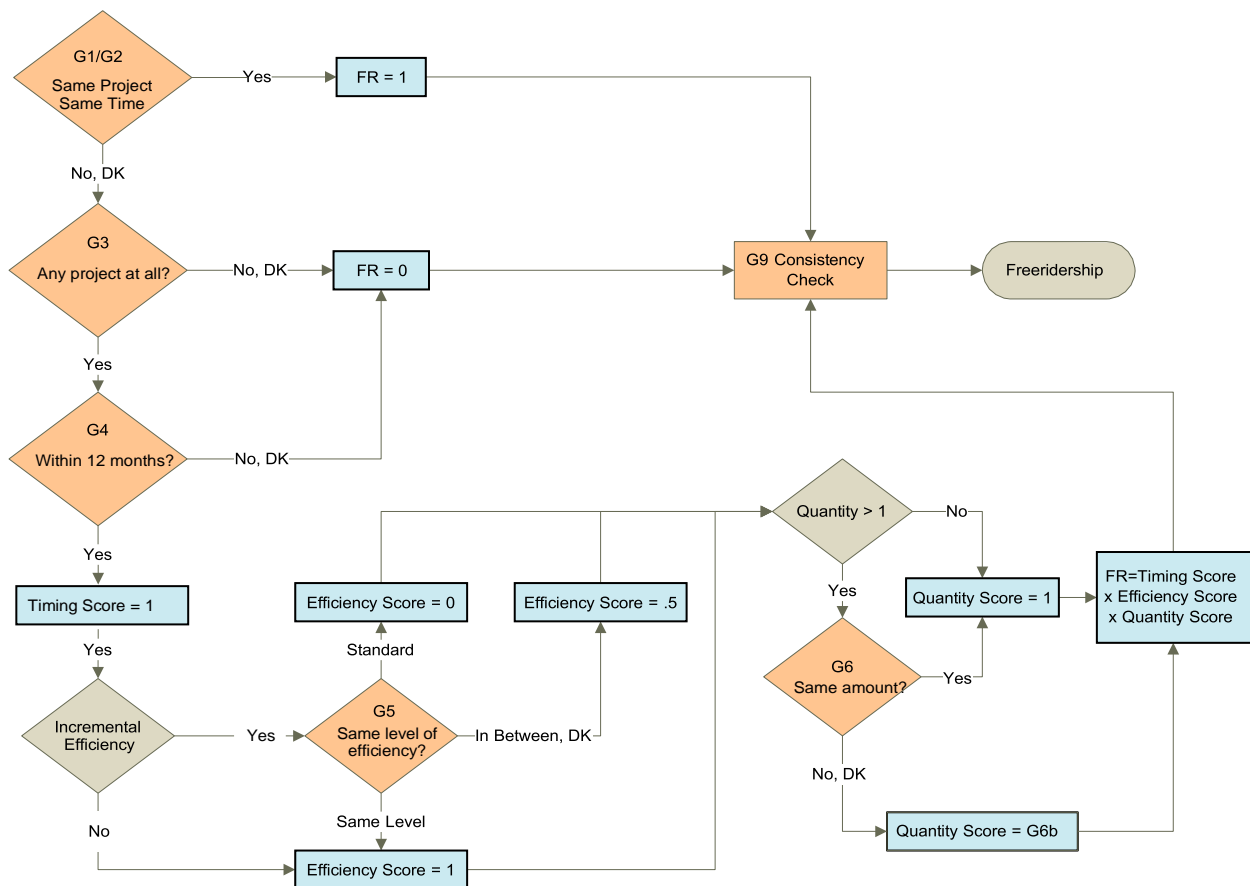 G1/G2
Same Project
Same Time
Yes
FR = 1
No, DK
G3
Any project at all?
No, DK
FR = 0
G9 Consistency
Check
Freeridership
Yes
G4
Within 12 months?
No, DK
Yes
Timing Score = 1
Yes
Incremental
Efficiency
Yes
No
G5
Same level of
efficiency?
Standard
Efficiency Score = 0
In Between, DK
Efficiency Score = .5
Same Level
Efficiency Score = 1
Quantity > 1
No
Yes
Quantity Score = 1
G6
Same amount?
Yes
No, DK
Quantity Score = G6b
FR=Timing Score
x Efficiency Score
x Quantity Score